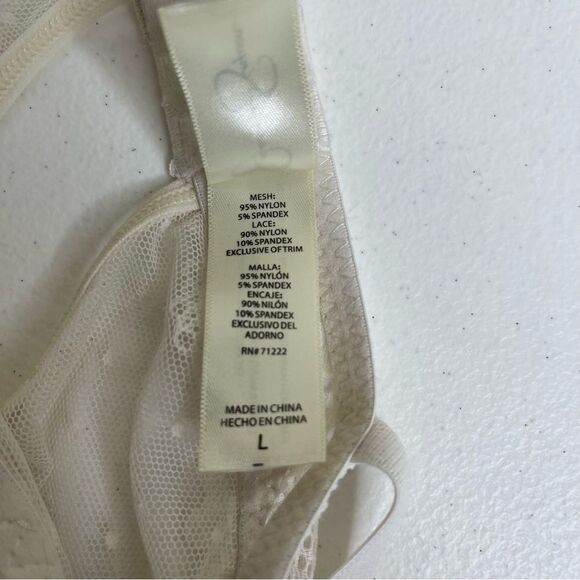 MESH:
95% NYLON
5% SPANDEX
LACE:
90% NYLON
10% SPANDEX
EXCLUSIVE OF TRIM
MALLA:
95% NYLÓN
5% SPANDEX
ENCAJE:
90% NILÓN
10% SPANDEX
EXCLUSIVO DEL
ADORNO
RN# 71222
MADE IN CHINA
HECHO EN CHINA
L